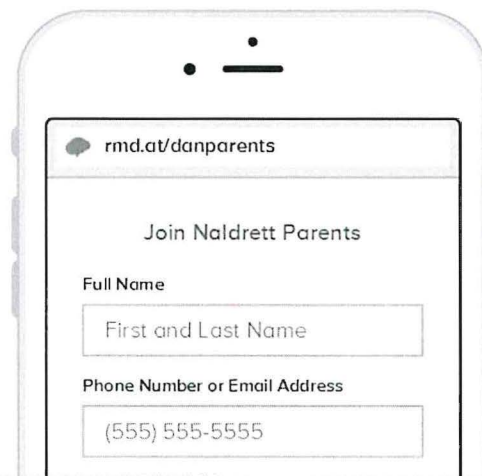 rmd.at/danparents
Join Naldrett Parents
Full Name
First and Last Name
Phone Number or Email Address
(555) 555-5555